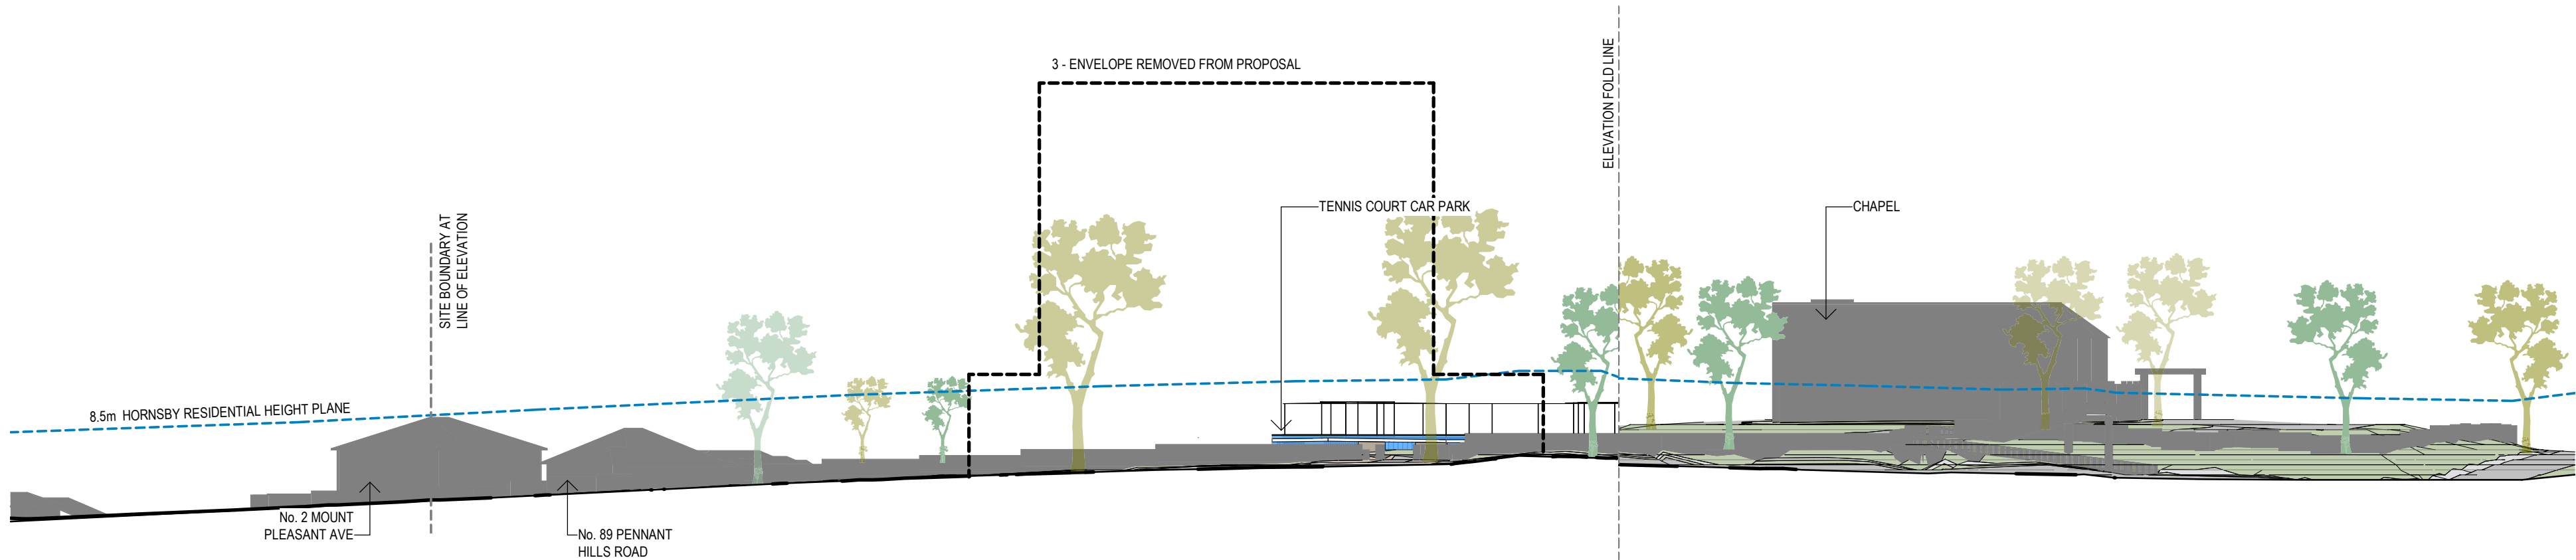 3 - ENVELOPE REMOVED FROM PROPOSAL
ELEVATION FOLD LINE
SITE BOUNDARY AT
LINE OF ELEVATION
TENNIS COURT CAR PARK
CHAPEL
8.5m HORNSBY RESIDENTIAL HEIGHT PLANE
No. 2 MOUNT
PLEASANT AVE
No. 89 PENNANT
HILLS ROAD